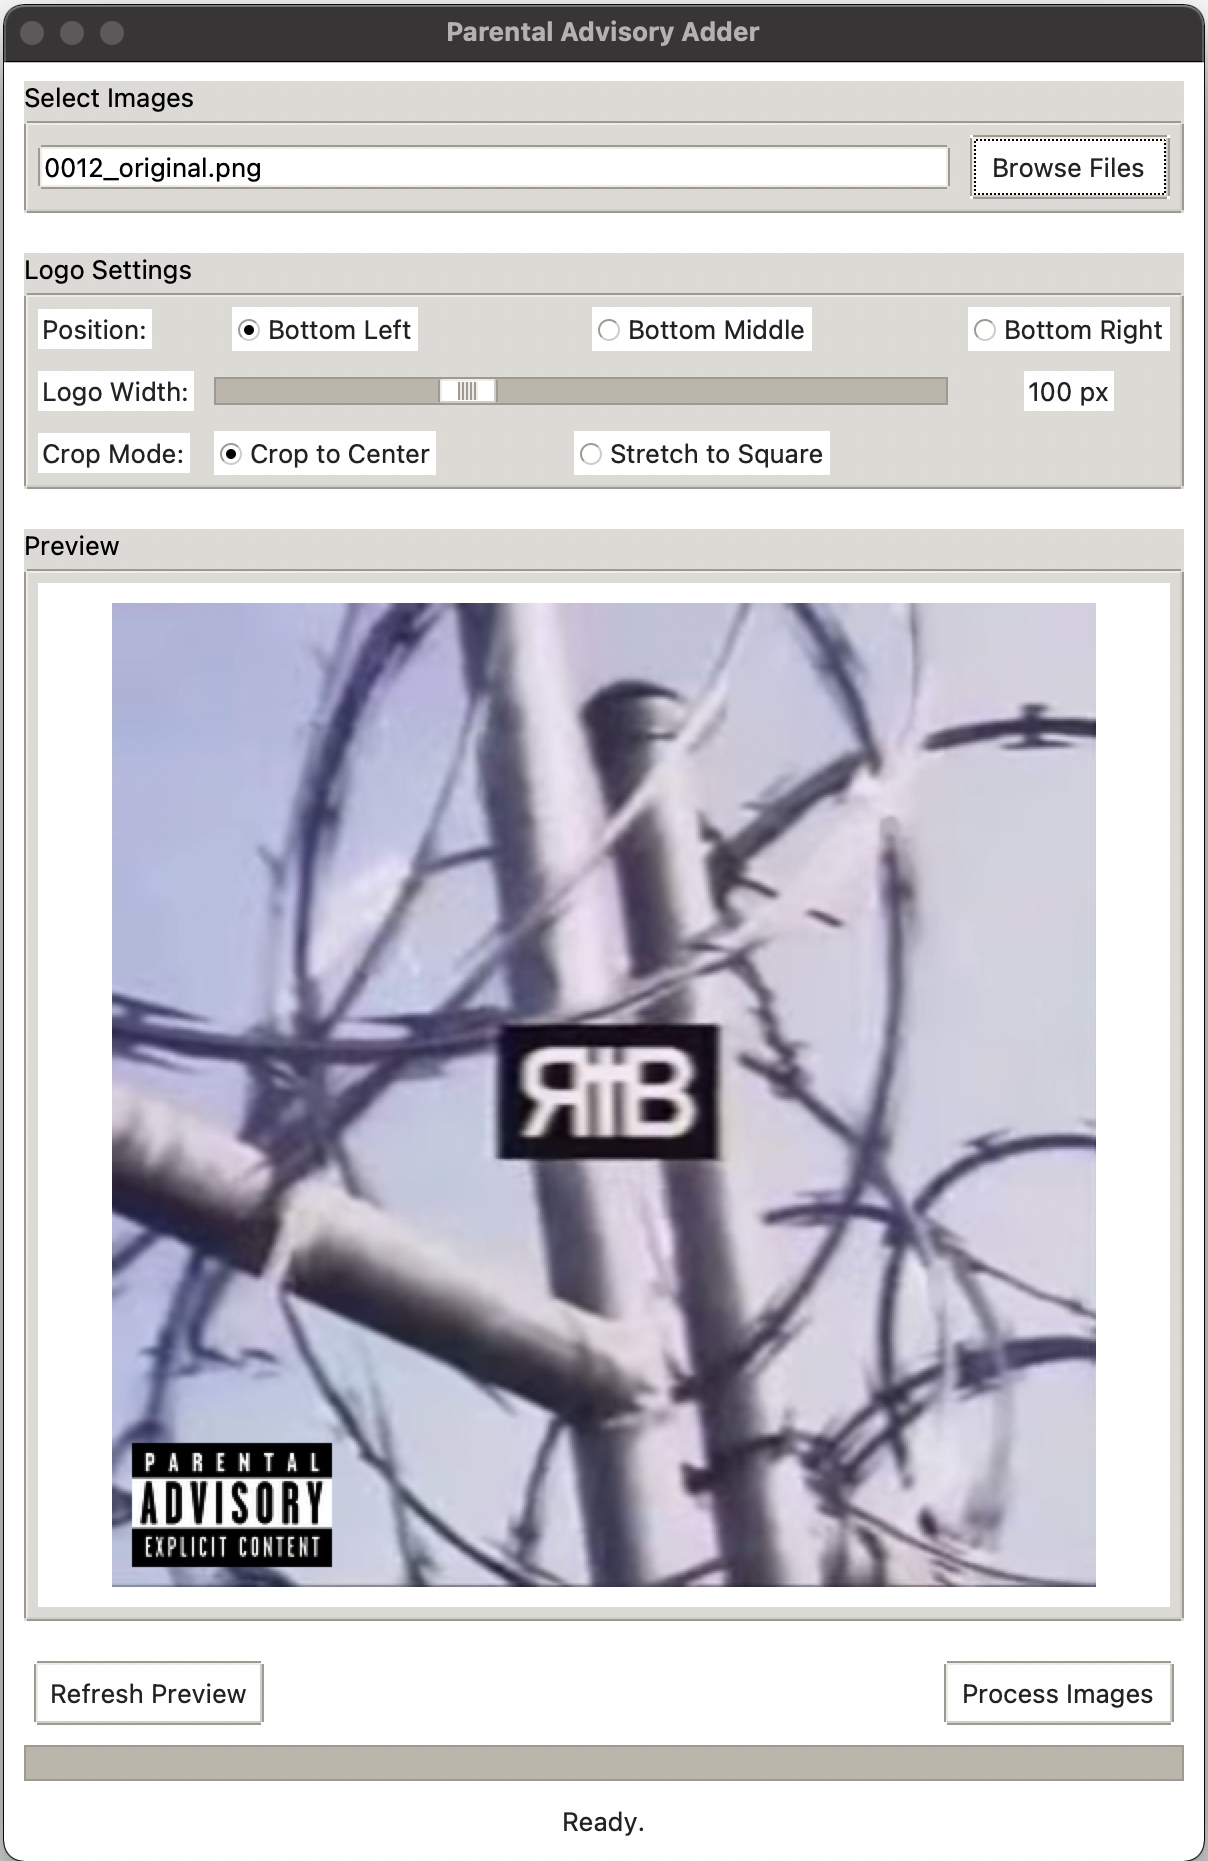 Parental Advisory Adder
Select Images
0012_original.png
Browse Files
Logo Settings
Position:
Bottom Left
Bottom Middle
Bottom Right
Logo Width:
100 px
Crop Mode:
Crop to Center
Stretch to Square
Preview
PARENTAL
ADVISORY
EXPLICIT CONTENT
Refresh Preview
Process Images
Ready.